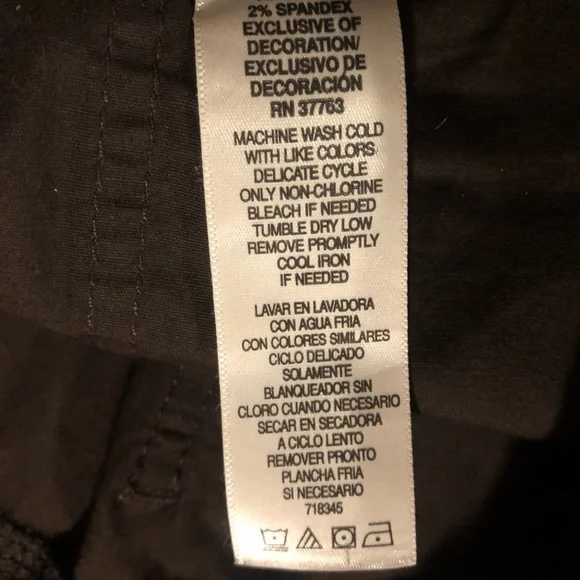 2% SPANDEX
EXCLUSIVE OF
DECORATION/
EXCLUSIVO DE
DECORACIÓN
RN 37763
MACHINE WASH COLD
WITH LIKE COLORS
DELICATE CYCLE
ONLY NON-CHLORINE
BLEACH IF NEEDED
TUMBLE DRY LOW
REMOVE PROMPTLY
COOL IRON
IF NEEDED
LAVAR EN LAVADORA
CON AGUA FRIA
CON COLORES SIMILARES
CICLO DELICADO
SOLAMENTE
BLANQUEADOR SIN
CLORO CUANDO NECESARIO
SECAR EN SECADORA
A CICLO LENTO
REMOVER PRONTO
PLANCHA FRIA
SI NECESARIO
718345